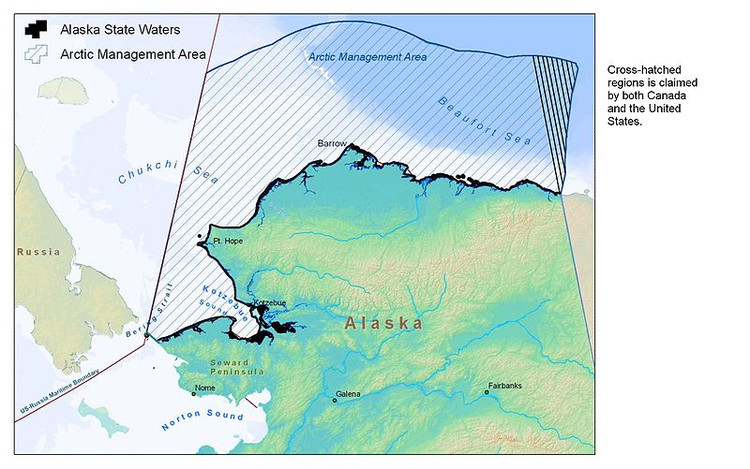 Alaska State Waters
Arctic Management Area
Arctic Management Area
Cross-hatched
regions is claimed
by both Canada
and the United
States.
Beaufort Sea
Barrow
Chukchi Sea
Pt. Hope
Russia
Kotzebue
Sound
Kotzebue
Bering Strait
Alaska
Seward
Peninsula
US-Russia Maritime Boundary
Nome
Galena
Fairbanks
Norton Sound